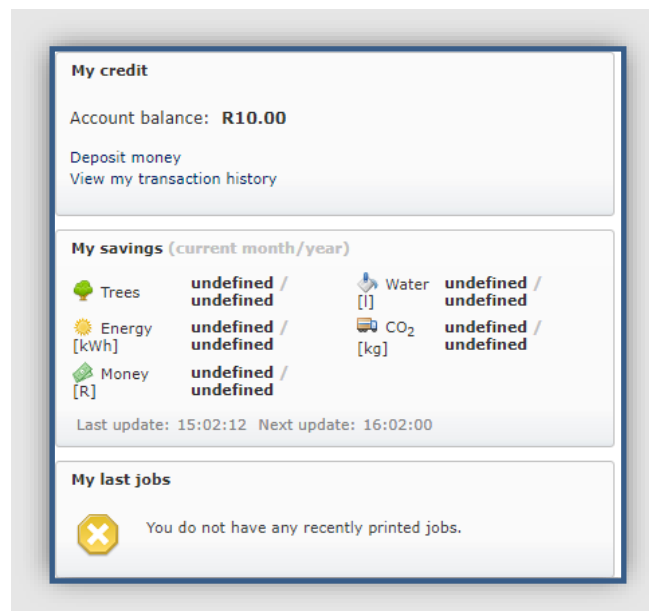 My credit
Account balance: R10.00
Deposit money
View my transaction history
My savings (current month/year)
Trees undefined / undefined
Water [l] undefined / undefined
Energy [kWh] undefined / undefined
CO₂ [kg] undefined / undefined
Money [R] undefined / undefined
Last update: 15:02:12 Next update: 16:02:00
My last jobs
You do not have any recently printed jobs.